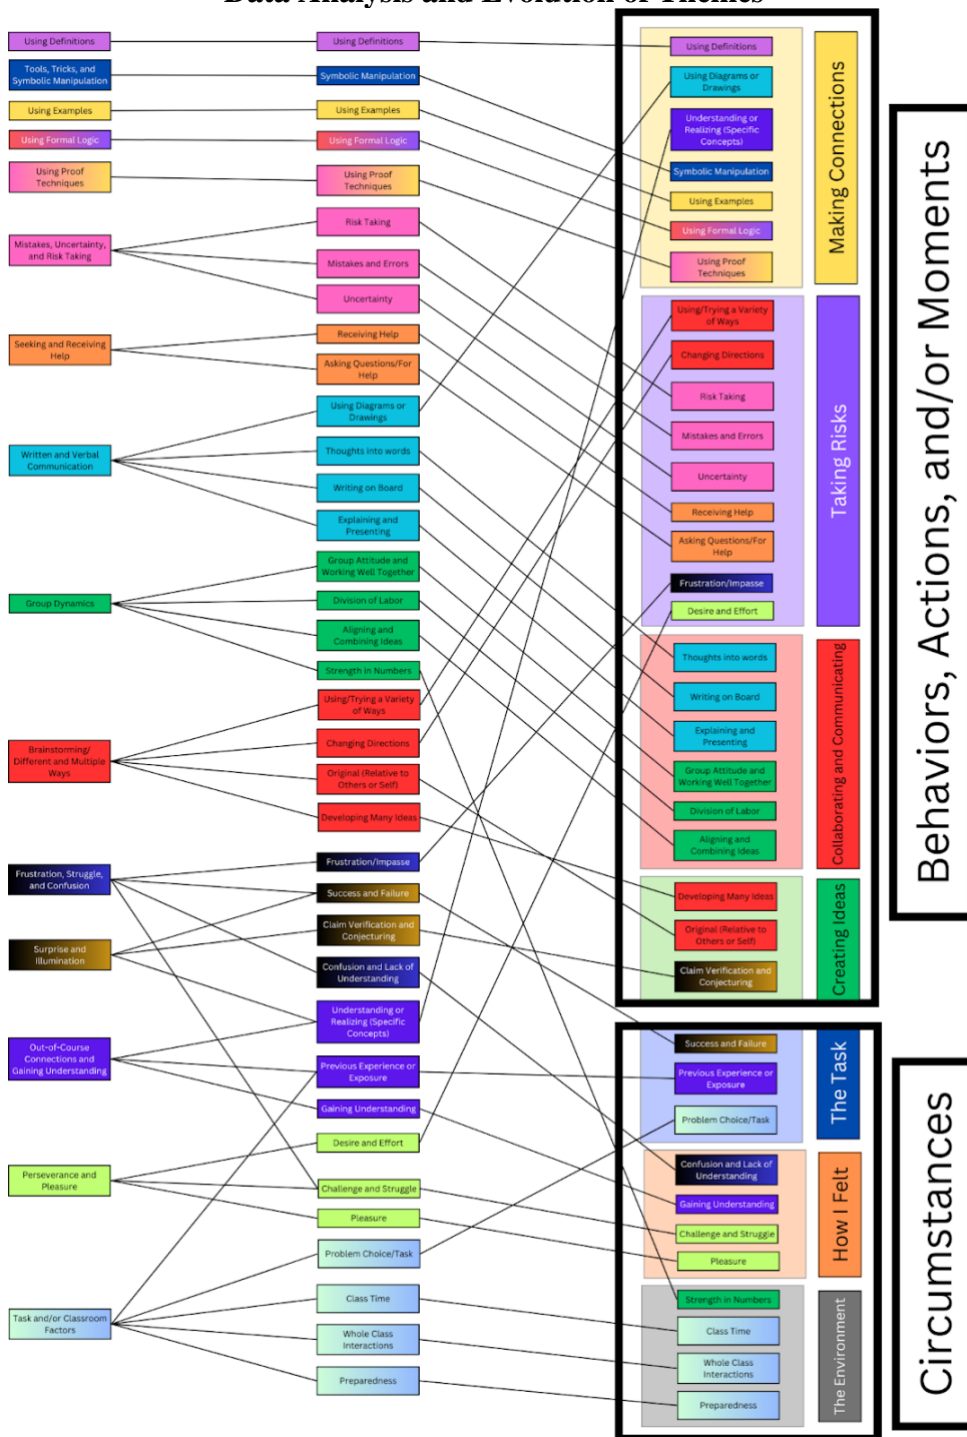 Data Analysis and Evolution of Themes
Using Definitions
Tools, Tricks, and
Symbolic Manipulation
Using Examples
Using Formal Logic
Using Proof
Techniques
Mistakes, Uncertainty,
and Risk Taking
Seeking and Receiving
Help
Written and Verbal
Communication
Group Dynamics
Brainstorming/
Different and Multiple
Ways
Frustration, Struggle,
and Confusion
Surprise and
Illumination
Out-of-Course
Connections and
Gaining Understanding
Perseverance and
Pleasure
Task and/or Classroom
Factors
Using Definitions
Symbolic Manipulation
Using Examples
Using Formal Logic
Using Proof
Techniques
Risk Taking
Mistakes and Errors
Uncertainty
Receiving Help
Asking Questions/For
Help
Using Diagrams or
Drawings
Thoughts into words
Writing on Board
Explaining and
Presenting
Group Attitude and
Working Well Together
Division of Labor
Aligning and
Combining Ideas
Strength in Numbers
Using/Trying a Variety
of Ways
Changing Directions
Original (Relative to
Others or Self)
Developing Many Ideas
Frustration/Impasse
Success and Failure
Claim Verification and
Conjecturing
Confusion and Lack of
Understanding
Understanding or
Realizing (Specific
Concepts)
Previous Experience or
Exposure
Gaining Understanding
Desire and Effort
Challenge and Struggle
Pleasure
Problem Choice/Task
Class Time
Whole Class
Interactions
Preparedness
Using Definitions
Using Diagrams or
Drawings
Understanding or
Realizing (Specific
Concepts)
Symbolic Manipulation
Using Examples
Using Formal Logic
Using Proof
Techniques
Making Connections
Using/Trying a Variety
of Ways
Changing Directions
Risk Taking
Mistakes and Errors
Uncertainty
Receiving Help
Asking Questions/For
Help
Frustration/Impasse
Desire and Effort
Taking Risks
Thoughts into words
Writing on Board
Explaining and
Presenting
Group Attitude and
Working Well Together
Division of Labor
Aligning and
Combining Ideas
Collaborating and Communicating
Developing Many Ideas
Original (Relative to
Others or Self)
Claim Verification and
Conjecturing
Creating Ideas
Behaviors, Actions, and/or Moments
Success and Failure
Previous Experience or
Exposure
Problem Choice/Task
The Task
Confusion and Lack of
Understanding
Gaining Understanding
Challenge and Struggle
Pleasure
How I Felt
Strength in Numbers
Class Time
Whole Class
Interactions
Preparedness
The Environment
Circumstances